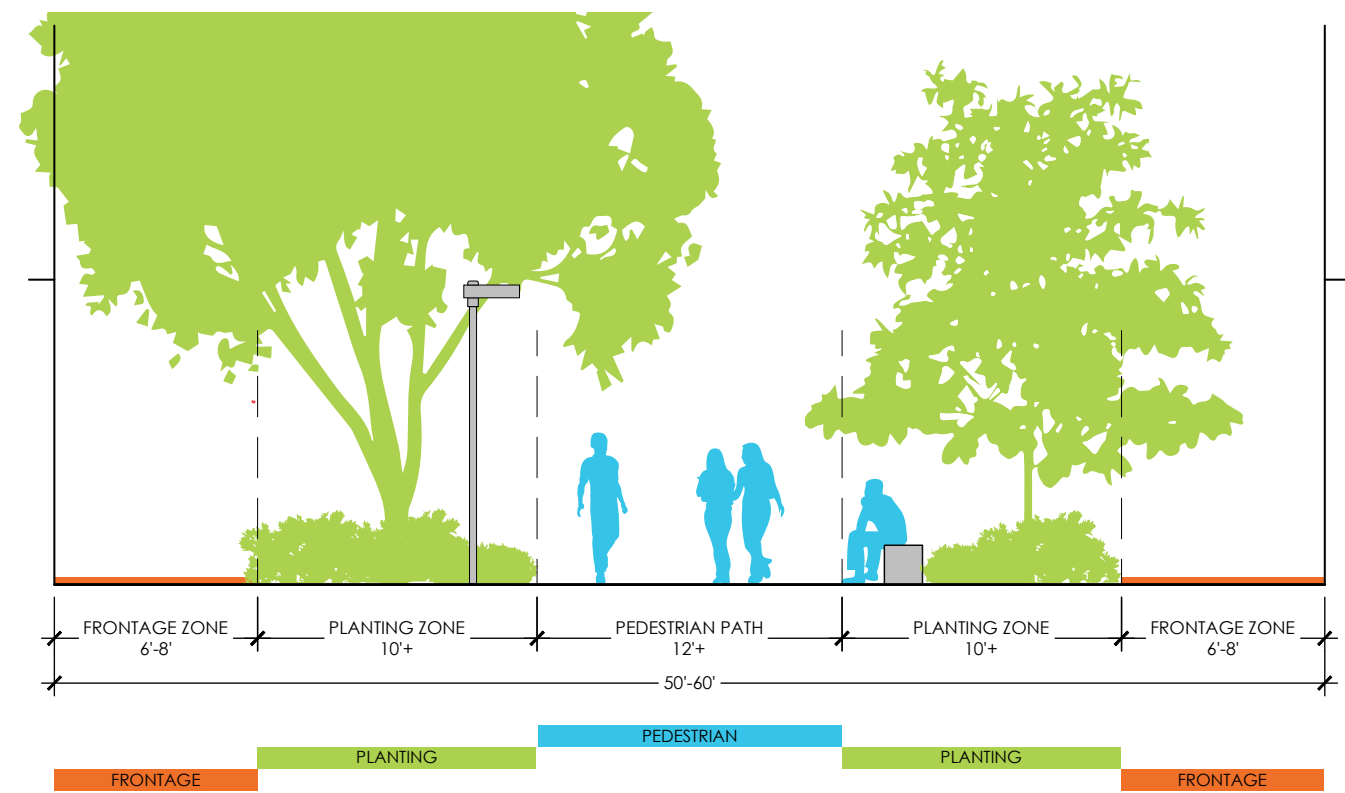 FRONTAGE ZONE
6'-8'
PLANTING ZONE
10'+
PEDESTRIAN PATH
12'+
PLANTING ZONE
10'+
FRONTAGE ZONE
6'-8'
50'-60'
PEDESTRIAN
PLANTING
PLANTING
FRONTAGE
FRONTAGE